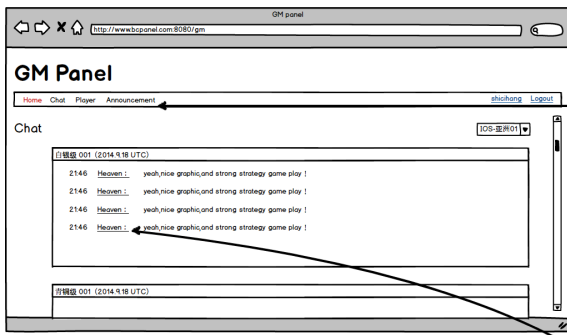 GM panel
http://www.bcpanel.com:8080/gm
GM Panel
Home Chat Player Announcement shicihang Logout
Chat IOS-亚洲01
白银级 001 (2014.9.18 UTC)
21:46 Heaven： yeah,nice graphic,and strong strategy game play！
21:46 Heaven： yeah,nice graphic,and strong strategy game play！
21:46 Heaven： yeah,nice graphic,and strong strategy game play！
21:46 Heaven： yeah,nice graphic,and strong strategy game play！
青铜级 001 (2014.9.18 UTC)